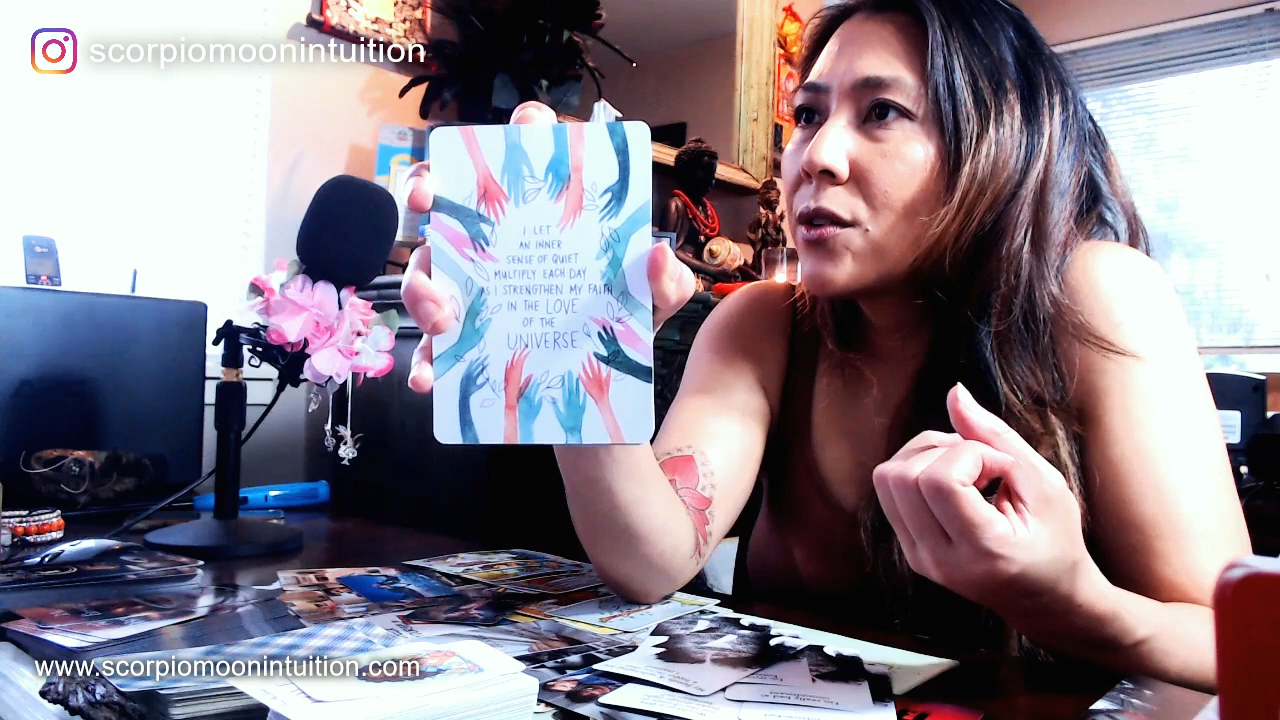 scorpiomoonintuition
I LET
AN INNER
SENSE OF QUIET
MULTIPLY EACH DAY
AS I STRENGTHEN MY FAITH
IN THE LOVE
OF THE
UNIVERSE.
www.scorpiomoonintuition.com